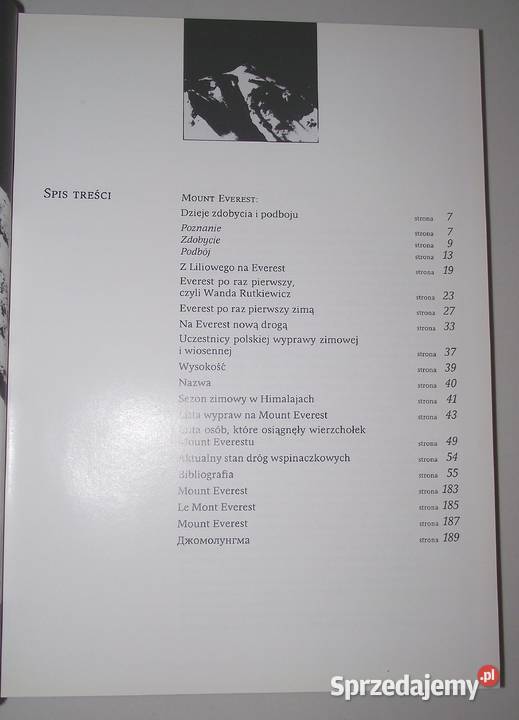 SPIS TREŚCI
MOUNT EVEREST:
Dzieje zdobycia i podboju strona 7
Poznanie strona 7
Zdobycie strona 9
Podbój strona 13
Z Liliowego na Everest strona 19
Everest po raz pierwszy,
czyli Wanda Rutkiewicz strona 23
Everest po raz pierwszy zimą strona 27
Na Everest nową drogą strona 33
Uczestnicy polskiej wyprawy zimowej
i wiosennej strona 37
Wysokość strona 39
Nazwa strona 40
Sezon zimowy w Himalajach strona 41
Lista wypraw na Mount Everest strona 43
Lista osób, które osiągnęły wierzchołek
Mount Everestu strona 49
Aktualny stan dróg wspinaczkowych strona 54
Bibliografia strona 55
Mount Everest strona 183
Le Mont Everest strona 185
Mount Everest strona 187
Джомолунгма strona 189
Sprzedajemy.pl